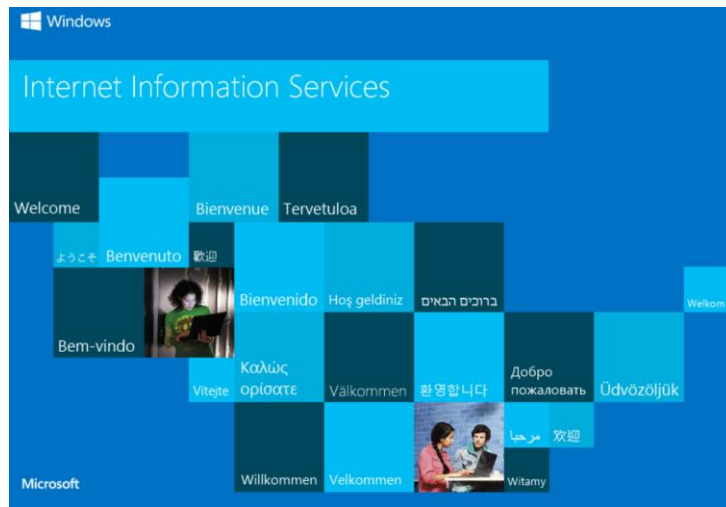 Windows
Internet Information Services
Welcome
Bienvenue
Tervetuloa
ようこそ
Benvenuto
歡迎
Bienvenido
Hoş geldiniz
ברוכים הבאים
Welkom
Bem-vindo
Vítejte
Καλώς
ορίσατε
Välkommen
환영합니다
Добро
пожаловать
Üdvözöljük
مرحبا
欢迎
Microsoft
Willkommen
Velkommen
Witamy